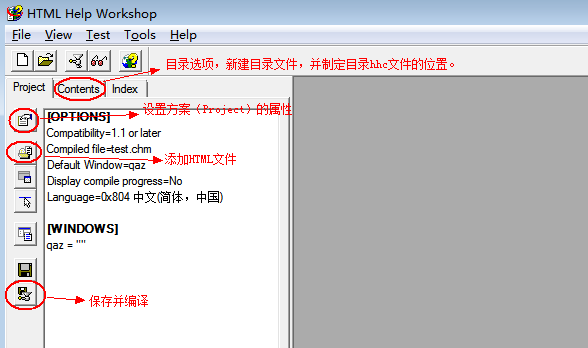 HTML Help Workshop
File View Test Tools Help
目录选项，新建目录文件，并制定目录hhc文件的位置。
Project Contents Index
[OPTIONS]
设置方案（Project）的属性
Compatibility=1.1 or later
Compiled file=test.chm
添加HTML文件
Default Window=qaz
Display compile progress=No
Language=0x804 中文(简体，中国)
[WINDOWS]
qaz = ""
保存并编译